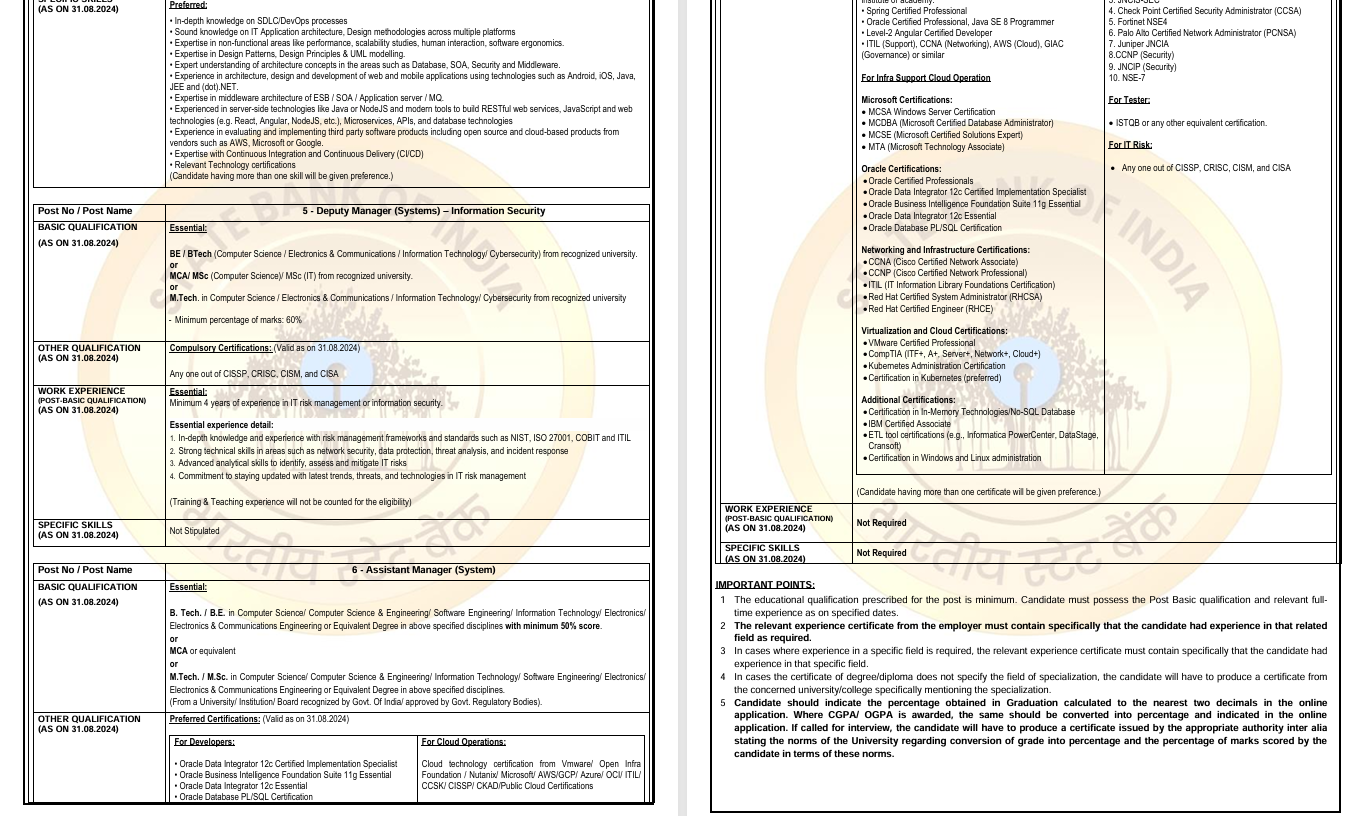 SPECIFIC SKILLS
(AS ON 31.08.2024)
Preferred:
• In-depth knowledge on SDLC/DevOps processes
• Sound knowledge on IT Application architecture, Design methodologies across multiple platforms
• Expertise in non-functional areas like performance, scalability studies, human interaction, software ergonomics.
• Expertise in Design Patterns, Design Principles & UML modelling.
• Expert understanding of architecture concepts in the areas such as Database, SOA, Security and Middleware.
• Experience in architecture, design and development of web and mobile applications using technologies such as Android, iOS, Java,
JEE and (dot).NET.
• Expertise in middleware architecture of ESB / SOA / Application server / MQ.
• Experienced in server-side technologies like Java or NodeJS and modern tools to build RESTful web services, JavaScript and web
technologies (e.g. React, Angular, NodeJS, etc.), Microservices, APIs, and database technologies
• Experience in evaluating and implementing third party software products including open source and cloud-based products from
vendors such as AWS, Microsoft or Google.
• Expertise with Continuous Integration and Continuous Delivery (CI/CD)
• Relevant Technology certifications
(Candidate having more than one skill will be given preference.)
Post No / Post Name
5 - Deputy Manager (Systems) – Information Security
BASIC QUALIFICATION
(AS ON 31.08.2024)
Essential:
BE / BTech (Computer Science / Electronics & Communications / Information Technology/ Cybersecurity) from recognized university.
or
MCA/ MSc (Computer Science)/ MSc (IT) from recognized university.
or
M.Tech. in Computer Science / Electronics & Communications / Information Technology/ Cybersecurity from recognized university
- Minimum percentage of marks: 60%
OTHER QUALIFICATION
(AS ON 31.08.2024)
Compulsory Certifications: (Valid as on 31.08.2024)
Any one out of CISSP, CRISC, CISM, and CISA
WORK EXPERIENCE
(POST-BASIC QUALIFICATION)
(AS ON 31.08.2024)
Essential:
Minimum 4 years of experience in IT risk management or information security.
Essential experience detail:
1. In-depth knowledge and experience with risk management frameworks and standards such as NIST, ISO 27001, COBIT and ITIL
2. Strong technical skills in areas such as network security, data protection, threat analysis, and incident response
3. Advanced analytical skills to identify, assess and mitigate IT risks
4. Commitment to staying updated with latest trends, threats, and technologies in IT risk management
(Training & Teaching experience will not be counted for the eligibility)
SPECIFIC SKILLS
(AS ON 31.08.2024)
Not Stipulated
Post No / Post Name
6 - Assistant Manager (System)
BASIC QUALIFICATION
(AS ON 31.08.2024)
Essential:
B. Tech. / B.E. in Computer Science/ Computer Science & Engineering/ Software Engineering/ Information Technology/ Electronics/
Electronics & Communications Engineering or Equivalent Degree in above specified disciplines with minimum 50% score.
or
MCA or equivalent
or
M.Tech. / M.Sc. in Computer Science/ Computer Science & Engineering/ Information Technology/ Software Engineering/ Electronics/
Electronics & Communications Engineering or Equivalent Degree in above specified disciplines.
(From a University/ Institution/ Board recognized by Govt. Of India/ approved by Govt. Regulatory Bodies).
OTHER QUALIFICATION
(AS ON 31.08.2024)
Preferred Certifications: (Valid as on 31.08.2024)
For Developers:
• Oracle Data Integrator 12c Certified Implementation Specialist
• Oracle Business Intelligence Foundation Suite 11g Essential
• Oracle Data Integrator 12c Essential
• Oracle Database PL/SQL Certification
For Cloud Operations:
Cloud technology certification from Vmware/ Open Infra
Foundation / Nutanix/ Microsoft/ AWS/GCP/ Azure/ OCI/ ITIL/
CCSK/ CISSP/ CKAD/Public Cloud Certifications
STATE BANK OF INDIA
भारतीय स्टेट बैंक
institute or academy.
• Spring Certified Professional
• Oracle Certified Professional, Java SE 8 Programmer
• Level-2 Angular Certified Developer
• ITIL (Support), CCNA (Networking), AWS (Cloud), GIAC
(Governance) or similar
For Infra Support Cloud Operation
Microsoft Certifications:
• MCSA Windows Server Certification
• MCDBA (Microsoft Certified Database Administrator)
• MCSE (Microsoft Certified Solutions Expert)
• MTA (Microsoft Technology Associate)
Oracle Certifications:
• Oracle Certified Professionals
• Oracle Data Integrator 12c Certified Implementation Specialist
• Oracle Business Intelligence Foundation Suite 11g Essential
• Oracle Data Integrator 12c Essential
• Oracle Database PL/SQL Certification
Networking and Infrastructure Certifications:
• CCNA (Cisco Certified Network Associate)
• CCNP (Cisco Certified Network Professional)
• ITIL (IT Information Library Foundations Certification)
• Red Hat Certified System Administrator (RHCSA)
• Red Hat Certified Engineer (RHCE)
Virtualization and Cloud Certifications:
• VMware Certified Professional
• CompTIA (ITF+, A+, Server+, Network+, Cloud+)
• Kubernetes Administration Certification
• Certification in Kubernetes (preferred)
Additional Certifications:
• Certification in In-Memory Technologies/No-SQL Database
• IBM Certified Associate
• ETL tool certifications (e.g., Informatica PowerCenter, DataStage,
Cransoft)
• Certification in Windows and Linux administration
3. JNCIS-SEC
4. Check Point Certified Security Administrator (CCSA)
5. Fortinet NSE4
6. Palo Alto Certified Network Administrator (PCNSA)
7. Juniper JNCIA
8.CCNP (Security)
9. JNCIP (Security)
10. NSE-7
For Tester:
• ISTQB or any other equivalent certification.
For IT Risk:
• Any one out of CISSP, CRISC, CISM, and CISA
(Candidate having more than one certificate will be given preference.)
WORK EXPERIENCE
(POST-BASIC QUALIFICATION)
(AS ON 31.08.2024)
Not Required
SPECIFIC SKILLS
(AS ON 31.08.2024)
Not Required
STATE BANK OF INDIA
भारतीय स्टेट बैंक
IMPORTANT POINTS:
1 The educational qualification prescribed for the post is minimum. Candidate must possess the Post Basic qualification and relevant full-
time experience as on specified dates.
2 The relevant experience certificate from the employer must contain specifically that the candidate had experience in that related
field as required.
3 In cases where experience in a specific field is required, the relevant experience certificate must contain specifically that the candidate had
experience in that specific field.
4 In cases the certificate of degree/diploma does not specify the field of specialization, the candidate will have to produce a certificate from
the concerned university/college specifically mentioning the specialization.
5 Candidate should indicate the percentage obtained in Graduation calculated to the nearest two decimals in the online
application. Where CGPA/ OGPA is awarded, the same should be converted into percentage and indicated in the online
application. If called for interview, the candidate will have to produce a certificate issued by the appropriate authority inter alia
stating the norms of the University regarding conversion of grade into percentage and the percentage of marks scored by the
candidate in terms of these norms.